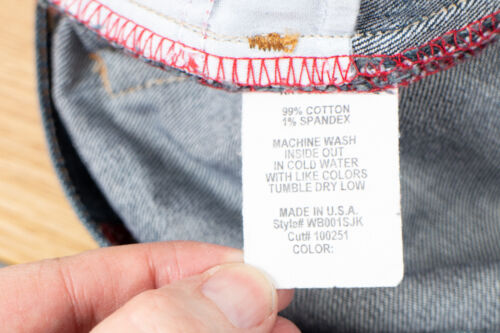 99% COTTON
1% SPANDEX
MACHINE WASH
INSIDE OUT
IN COLD WATER
WITH LIKE COLORS
TUMBLE DRY LOW
MADE IN U.S.A.
Style# WB001SJK
Cut# 100251
COLOR: